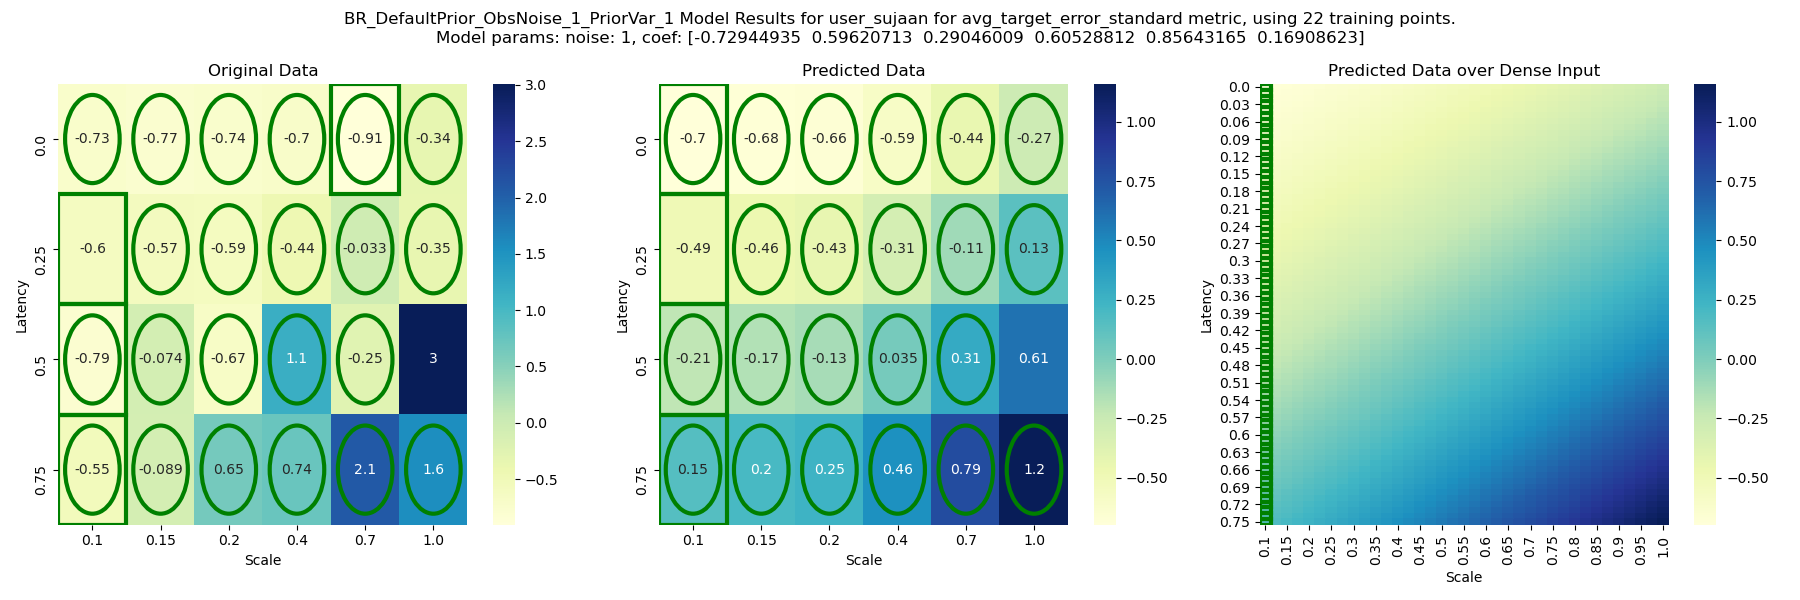 BR_DefaultPrior_ObsNoise_1_PriorVar_1 Model Results for user_sujaan for avg_target_error_standard metric, using 22 training points.
Model params: noise: 1, coef: [-0.72944935 0.59620713 0.29046009 0.60528812 0.85643165 0.16908623]
Original Data
Latency
0.0 -0.73 -0.77 -0.74 -0.7 -0.91 -0.34
0.25 -0.6 -0.57 -0.59 -0.44 -0.033 -0.35
0.5 -0.79 -0.074 -0.67 1.1 -0.25 3
0.75 -0.55 -0.089 0.65 0.74 2.1 1.6
0.1 0.15 0.2 0.4 0.7 1.0
Scale
3.0
2.5
2.0
1.5
1.0
0.5
0.0
−0.5
Predicted Data
Latency
0.0 -0.7 -0.68 -0.66 -0.59 -0.44 -0.27
0.25 -0.49 -0.46 -0.43 -0.31 -0.11 0.13
0.5 -0.21 -0.17 -0.13 0.035 0.31 0.61
0.75 0.15 0.2 0.25 0.46 0.79 1.2
0.1 0.15 0.2 0.4 0.7 1.0
Scale
1.00
0.75
0.50
0.25
0.00
−0.25
−0.50
Predicted Data over Dense Input
Latency
0.0
0.03
0.06
0.09
0.12
0.15
0.18
0.21
0.24
0.27
0.3
0.33
0.36
0.39
0.42
0.45
0.48
0.51
0.54
0.57
0.6
0.63
0.66
0.69
0.72
0.75
0.1 0.15 0.2 0.25 0.3 0.35 0.4 0.45 0.5 0.55 0.6 0.65 0.7 0.75 0.8 0.85 0.9 0.95 1.0
Scale
1.00
0.75
0.50
0.25
0.00
−0.25
−0.50